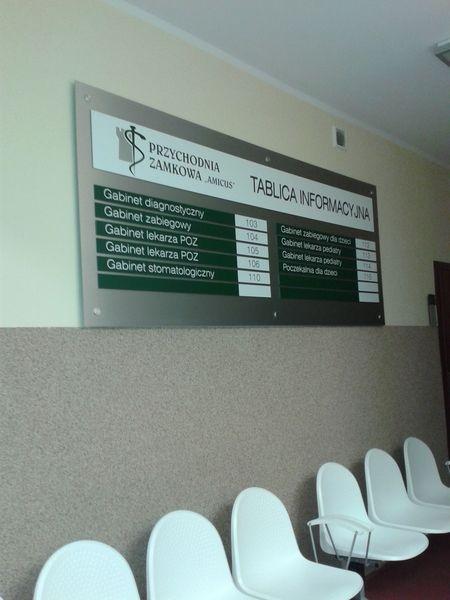 PRZYCHODNIA
ZAMKOWA „AMICUS”
TABLICA INFORMACYJNA
Gabinet diagnostyczny 103
Gabinet zabiegowy 104
Gabinet lekarza POZ 105
Gabinet lekarza POZ 106
Gabinet stomatologiczny 110
Gabinet zabiegowy dla dzieci
Gabinet lekarza pediatry
Gabinet lekarza pediatry
Poczekalnia dla dzieci